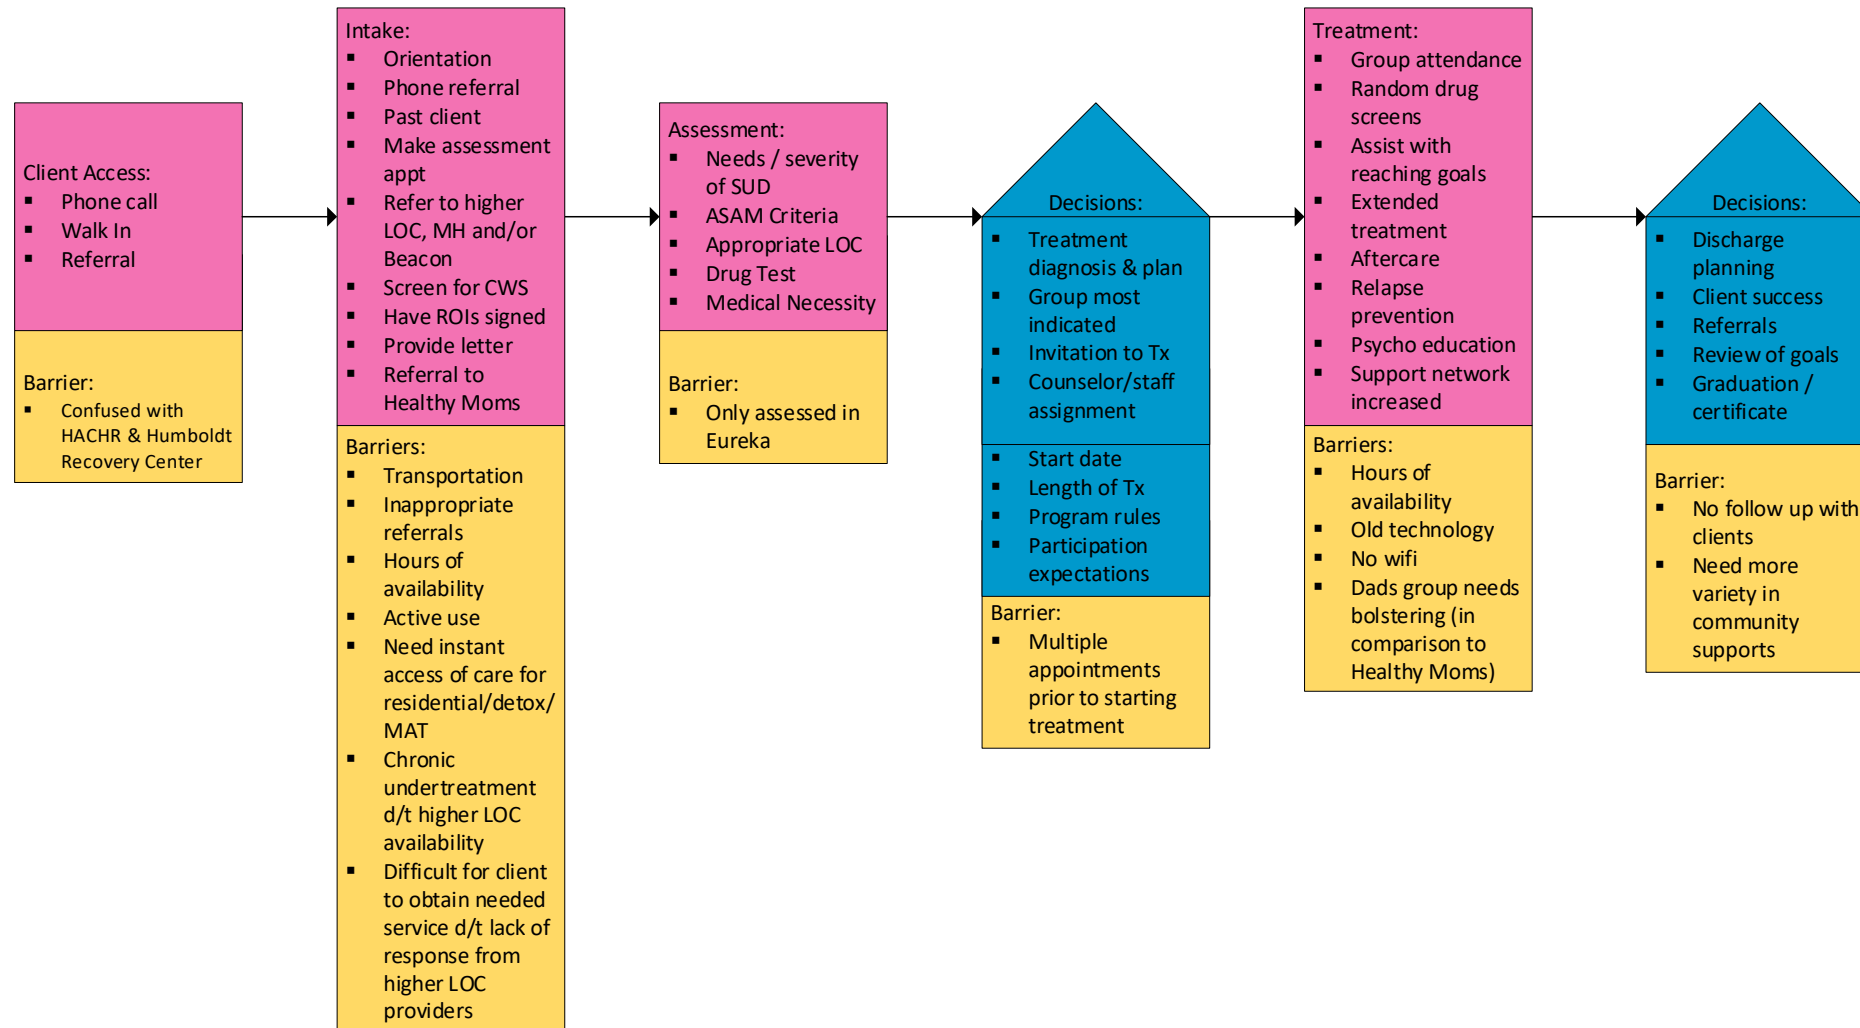 Client Access:
▪ Phone call
▪ Walk In
▪ Referral
Barrier:
▪ Confused with
HACHR & Humboldt
Recovery Center
Intake:
▪ Orientation
▪ Phone referral
▪ Past client
▪ Make assessment
appt
▪ Refer to higher
LOC, MH and/or
Beacon
▪ Screen for CWS
▪ Have ROIs signed
▪ Provide letter
▪ Referral to
Healthy Moms
Barriers:
▪ Transportation
▪ Inappropriate
referrals
▪ Hours of
availability
▪ Active use
▪ Need instant
access of care for
residential/detox/
MAT
▪ Chronic
undertreatment
d/t higher LOC
availability
▪ Difficult for client
to obtain needed
service d/t lack of
response from
higher LOC
providers
Assessment:
▪ Needs / severity
of SUD
▪ ASAM Criteria
▪ Appropriate LOC
▪ Drug Test
▪ Medical Necessity
Barrier:
▪ Only assessed in
Eureka
Decisions:
▪ Treatment
diagnosis & plan
▪ Group most
indicated
▪ Invitation to Tx
▪ Counselor/staff
assignment
▪ Start date
▪ Length of Tx
▪ Program rules
▪ Participation
expectations
Barrier:
▪ Multiple
appointments
prior to starting
treatment
Treatment:
▪ Group attendance
▪ Random drug
screens
▪ Assist with
reaching goals
▪ Extended
treatment
▪ Aftercare
▪ Relapse
prevention
▪ Psycho education
▪ Support network
increased
Barriers:
▪ Hours of
availability
▪ Old technology
▪ No wifi
▪ Dads group needs
bolstering (in
comparison to
Healthy Moms)
Decisions:
▪ Discharge
planning
▪ Client success
▪ Referrals
▪ Review of goals
▪ Graduation /
certificate
Barrier:
▪ No follow up with
clients
▪ Need more
variety in
community
supports